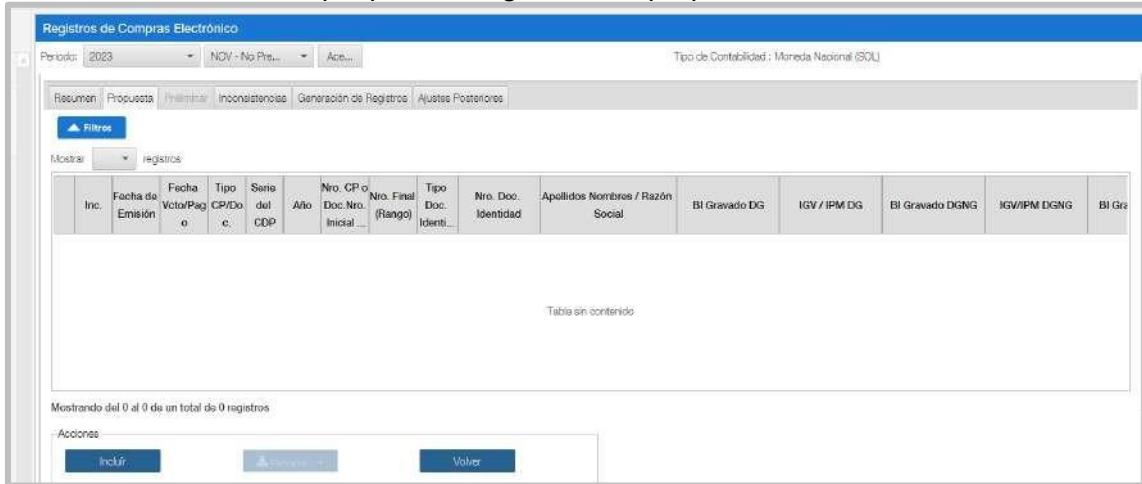 Registros de Compras Electrónico
Periodo: 2023 NOV - No Pre... Ace... Tipo de Contabilidad : Moneda Nacional (SOL)
Resumen Propuesta Preliminar Inconsistencias Generación de Registros Ajustes Posteriores
Filtros
Mostrar registros
Inc. Fecha de Emisión Fecha Vcto/Pago Tipo CP/Doc. Serie del CDP Año Nro. CP o Doc.Nro. Inicial ... Nro. Final (Rango) Tipo Doc. Identi... Nro. Doc. Identidad Apellidos Nombres / Razón Social BI Gravado DG IGV / IPM DG BI Gravado DGNG IGV/IPM DGNG BI Gra
Tabla sin contenido
Mostrando del 0 al 0 de un total de 0 registros
Acciones
Incluír Volver